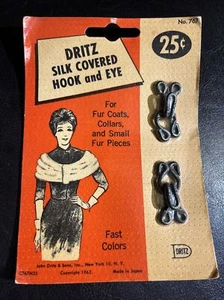 No. 762
25¢
DRITZ
SILK COVERED
HOOK and EYE
For
Fur Coats,
Collars,
and Small
Fur Pieces
Fast
Colors
John Dritz & Sons, Inc., New York 10, N. Y.
Copyright 1962
Made in Japan
DRITZ